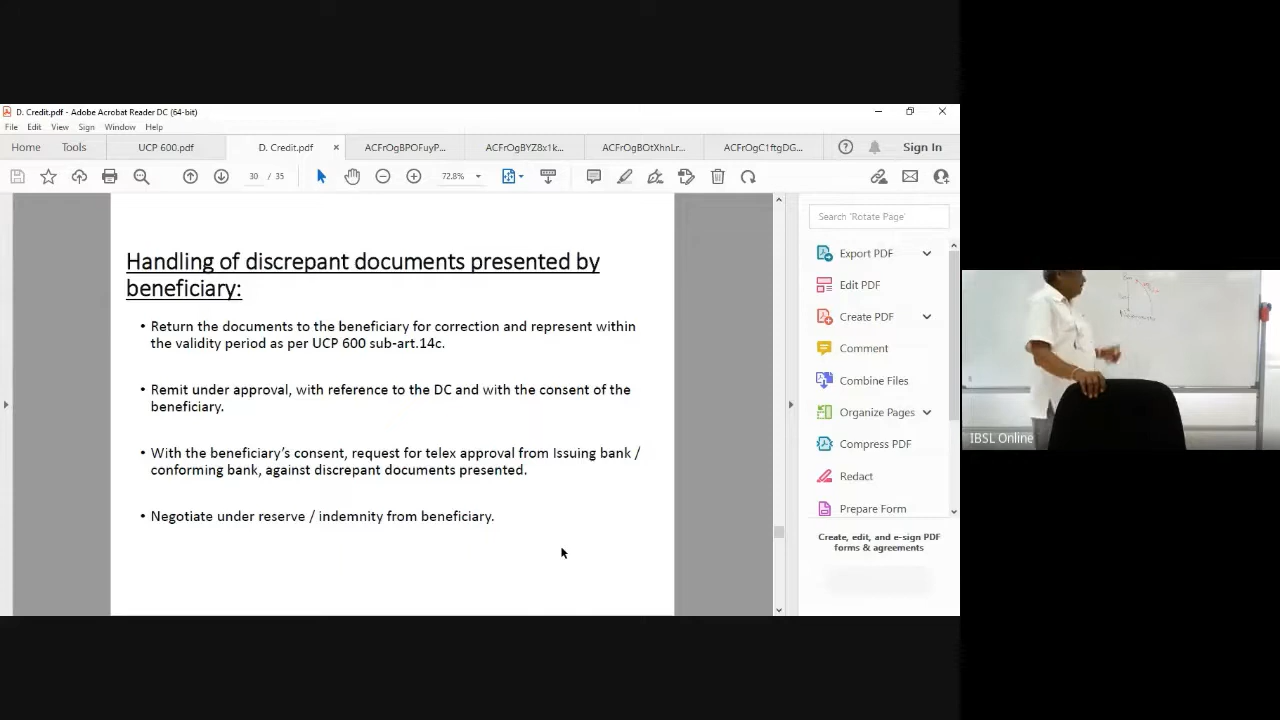 D. Credit.pdf - Adobe Acrobat Reader DC (64-bit)
File Edit View Sign Window Help
Home Tools UCP 600.pdf D. Credit.pdf × ACFrOgBPOFuyP... ACFrOgBYZ8x1k... ACFrOgBOtXhnLr... ACFrOgC1ftgDG... Sign In
30 / 35 72.8%
Handling of discrepant documents presented by
beneficiary:
• Return the documents to the beneficiary for correction and represent within
the validity period as per UCP 600 sub-art.14c.
• Remit under approval, with reference to the DC and with the consent of the
beneficiary.
• With the beneficiary's consent, request for telex approval from Issuing bank /
conforming bank, against discrepant documents presented.
• Negotiate under reserve / indemnity from beneficiary.
Search 'Rotate Page'
Export PDF
Edit PDF
Create PDF
Comment
Combine Files
Organize Pages
Compress PDF
Redact
Prepare Form
Create, edit, and e-sign PDF
forms & agreements
IBSL Online